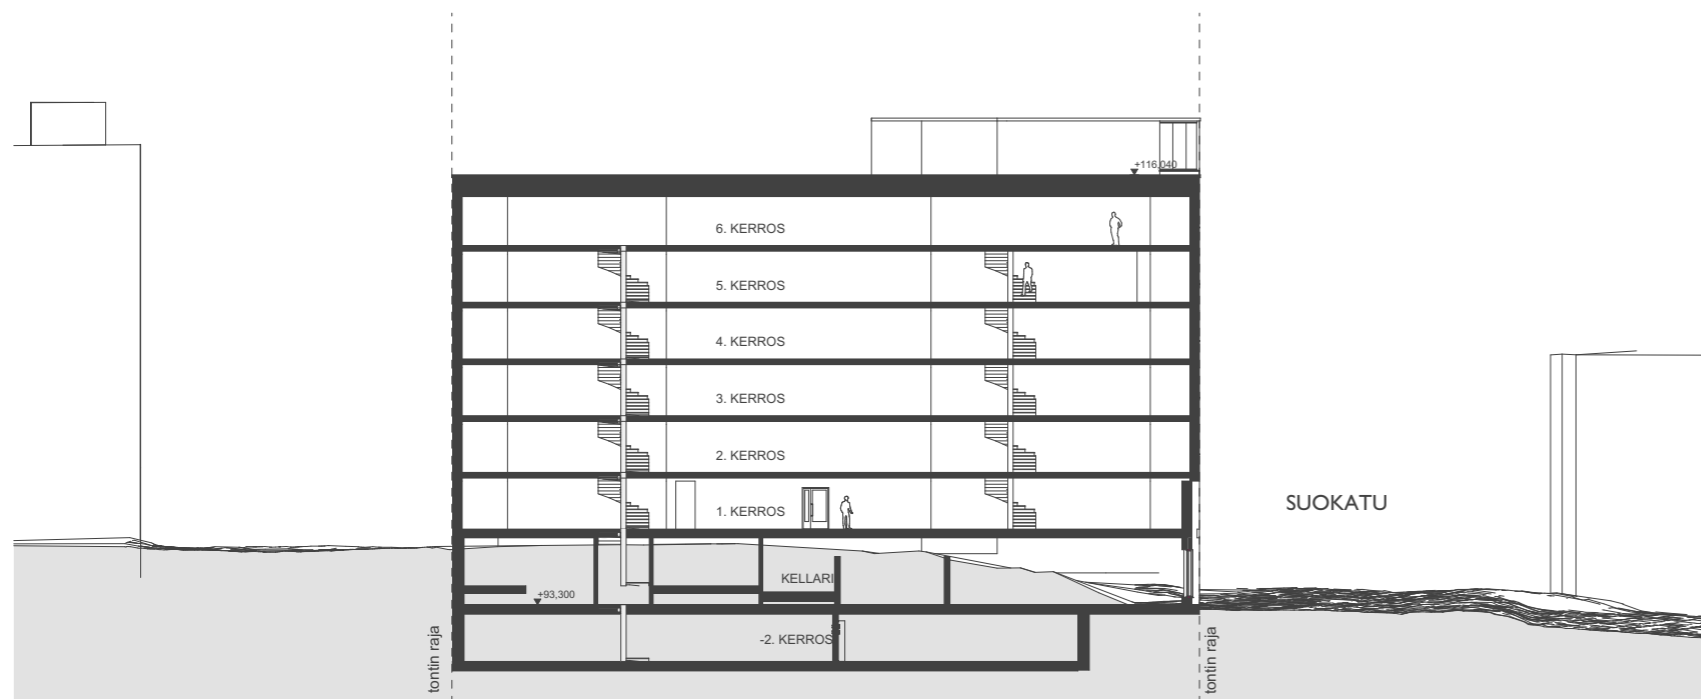 +116,040
6. KERROS
5. KERROS
4. KERROS
3. KERROS
2. KERROS
1. KERROS
SUOKATU
KELLARI
+93,300
-2. KERROS
tontin raja
tontin raja